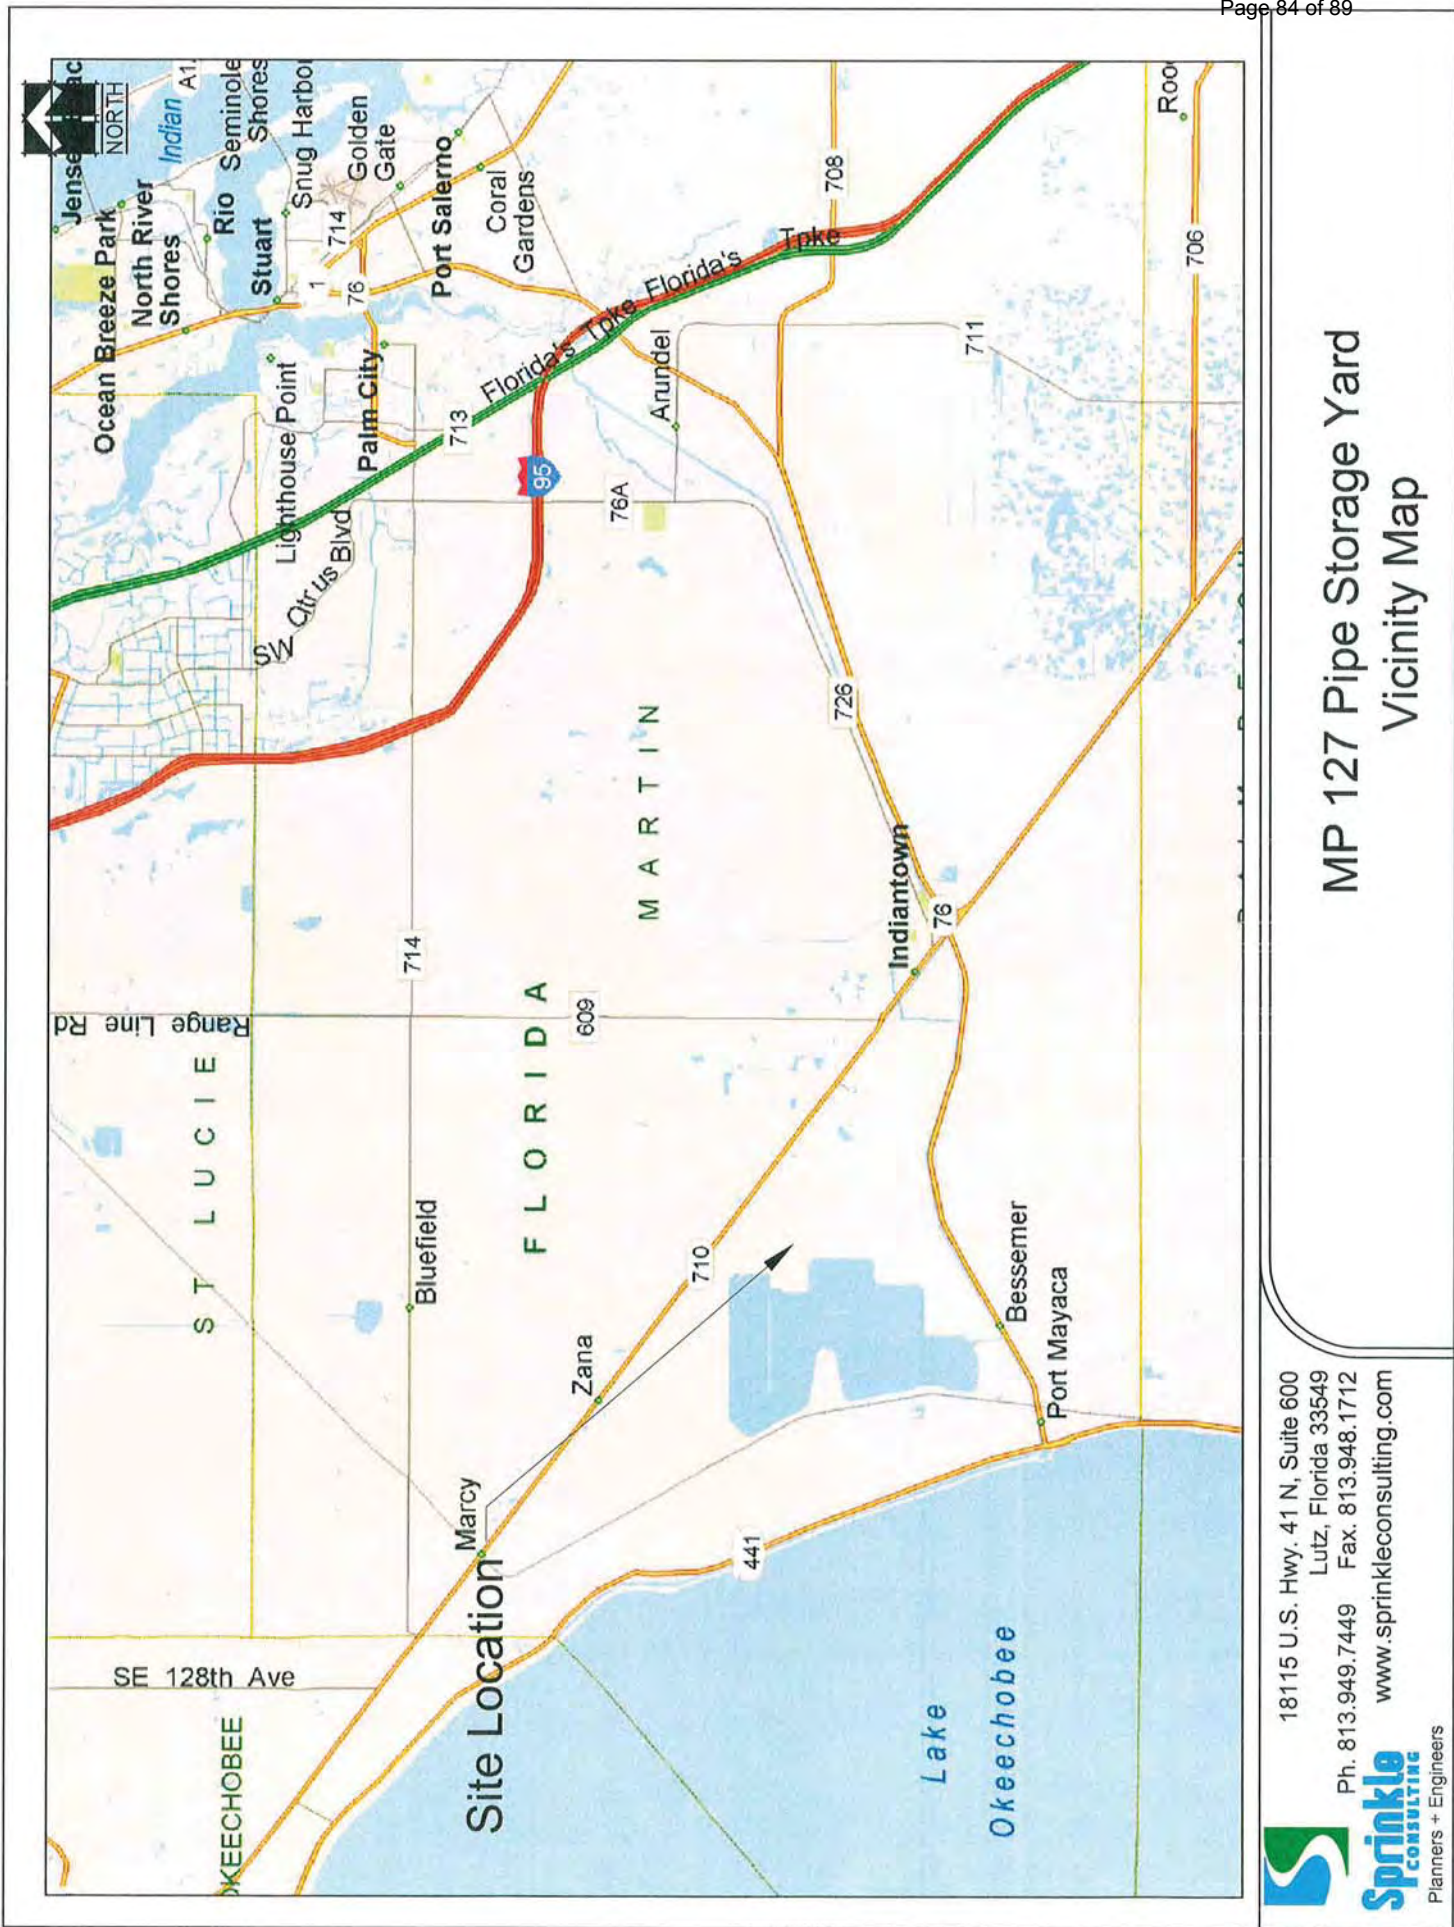 Page 84 of 89
NORTH
Indian
A1
Seminole
Shores
Snug Harbor
Golden
Gate
Ocean Breeze Park
North River
Shores
Rio
Stuart
714
1
76
Port Salerno
Coral
Gardens
Lighthouse Point
Palm City
713
Florida's Tpke
Florida's Tpke
95
76A
Arundel
708
711
706
SW Citrus Blvd
ST LUCIE
Range Line Rd
714
MARTIN
FLORIDA
609
726
Indiantown
76
Bluefield
710
Zana
Marcy
Site Location
SE 128th Ave
441
Bessemer
Port Mayaca
Lake
Okeechobee
MP 127 Pipe Storage Yard
Vicinity Map
18115 U.S. Hwy. 41 N, Suite 600
Lutz, Florida 33549
Ph. 813.949.7449 Fax. 813.948.1712
www.sprinkleconsulting.com
Sprinkle
CONSULTING
Planners + Engineers